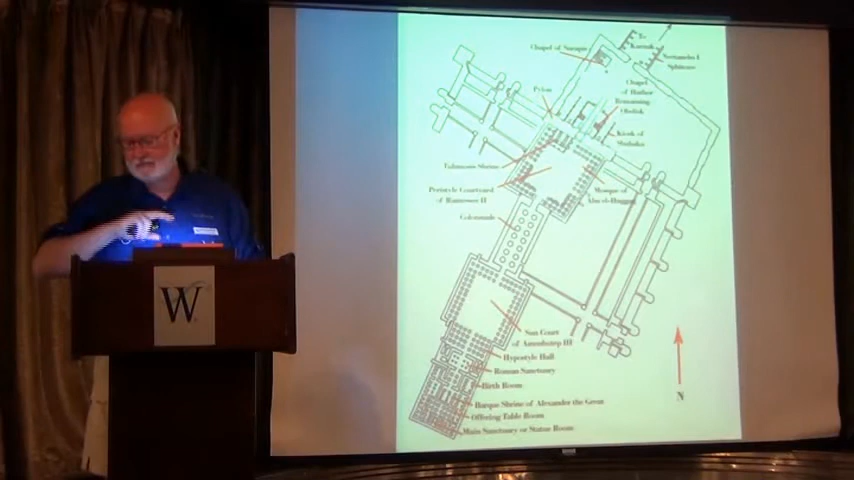 Chapel of Sarapis
To
Karnak
Nectanebo I
Sphinxes
Chapel
of Hathor
Pylon
Remaining
Obelisk
Kiosk of
Shabaka
Tuthmosis Shrine
Peristyle Courtyard
of Ramesses II
Mosque of
Abu el-Haggag
Colonnade
Sun Court
of Amenhotep III
Hypostyle Hall
Roman Sanctuary
Birth Room
Barque Shrine of Alexander the Great
Offering Table Room
Main Sanctuary or Statue Room
N
W